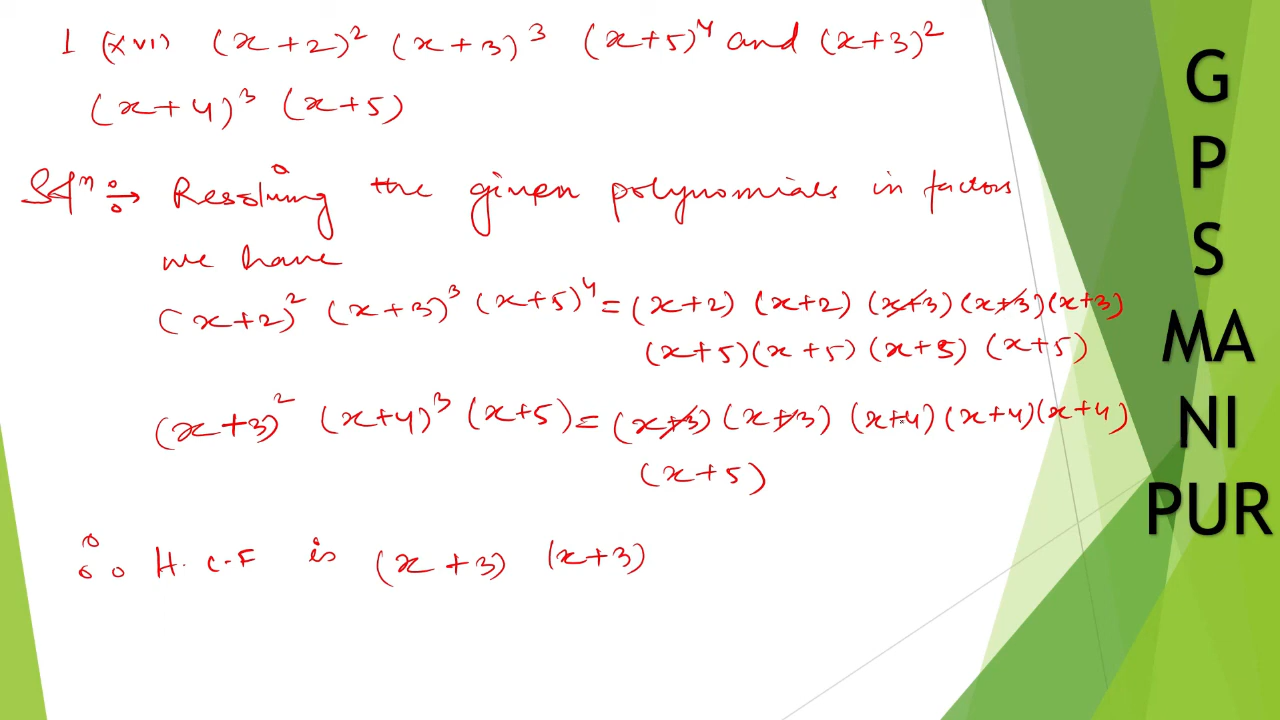 1 (xvi) (x+2)² (x+3)³ (x+5)⁴ and (x+3)²
(x+4)³ (x+5)
Solⁿ :→ Resolving the given polynomials in factors
we have
(x+2)² (x+3)³ (x+5)⁴ = (x+2) (x+2) (x+3) (x+3) (x+3)
(x+5) (x+5) (x+5) (x+5)
(x+3)² (x+4)³ (x+5) = (x+3) (x+3) (x+4) (x+4) (x+4)
(x+5)
∴ H.C.F is (x+3) (x+3)
G
P
S
MA
NI
PUR